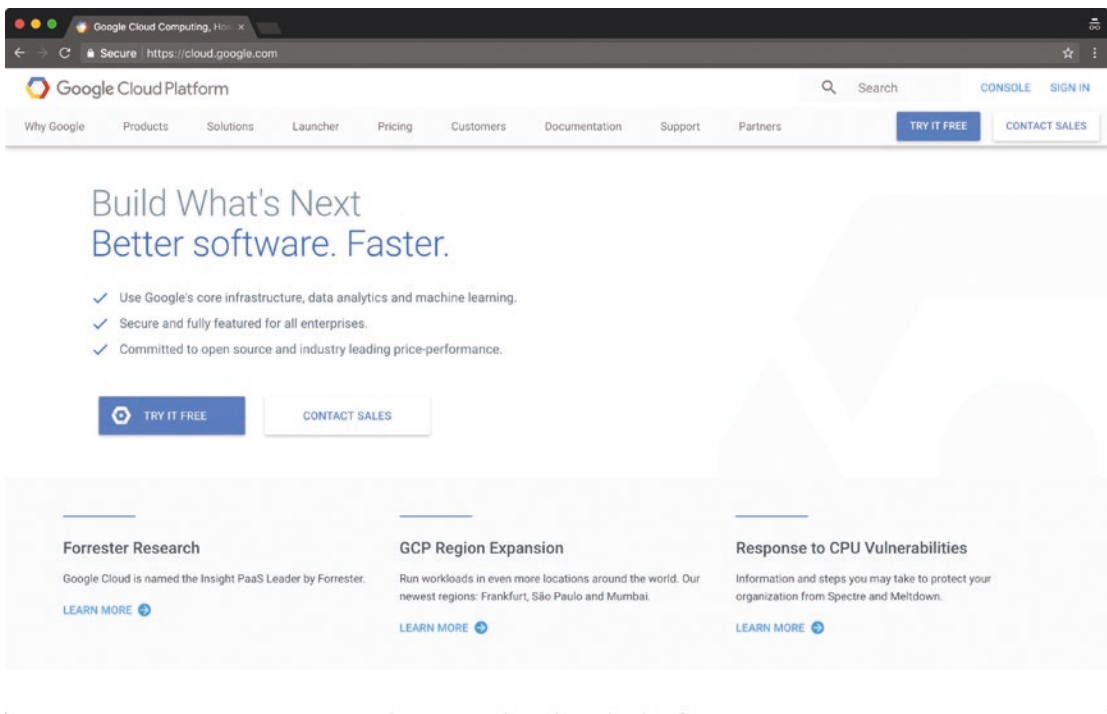 Google Cloud Computing, Hos
Secure https://cloud.google.com
Google Cloud Platform
Search
CONSOLE
SIGN IN
Why Google
Products
Solutions
Launcher
Pricing
Customers
Documentation
Support
Partners
TRY IT FREE
CONTACT SALES
Build What's Next
Better software. Faster.
Use Google's core infrastructure, data analytics and machine learning.
Secure and fully featured for all enterprises.
Committed to open source and industry leading price-performance.
TRY IT FREE
CONTACT SALES
Forrester Research
Google Cloud is named the Insight PaaS Leader by Forrester.
LEARN MORE
GCP Region Expansion
Run workloads in even more locations around the world. Our
newest regions: Frankfurt, São Paulo and Mumbai.
LEARN MORE
Response to CPU Vulnerabilities
Information and steps you may take to protect your
organization from Spectre and Meltdown.
LEARN MORE